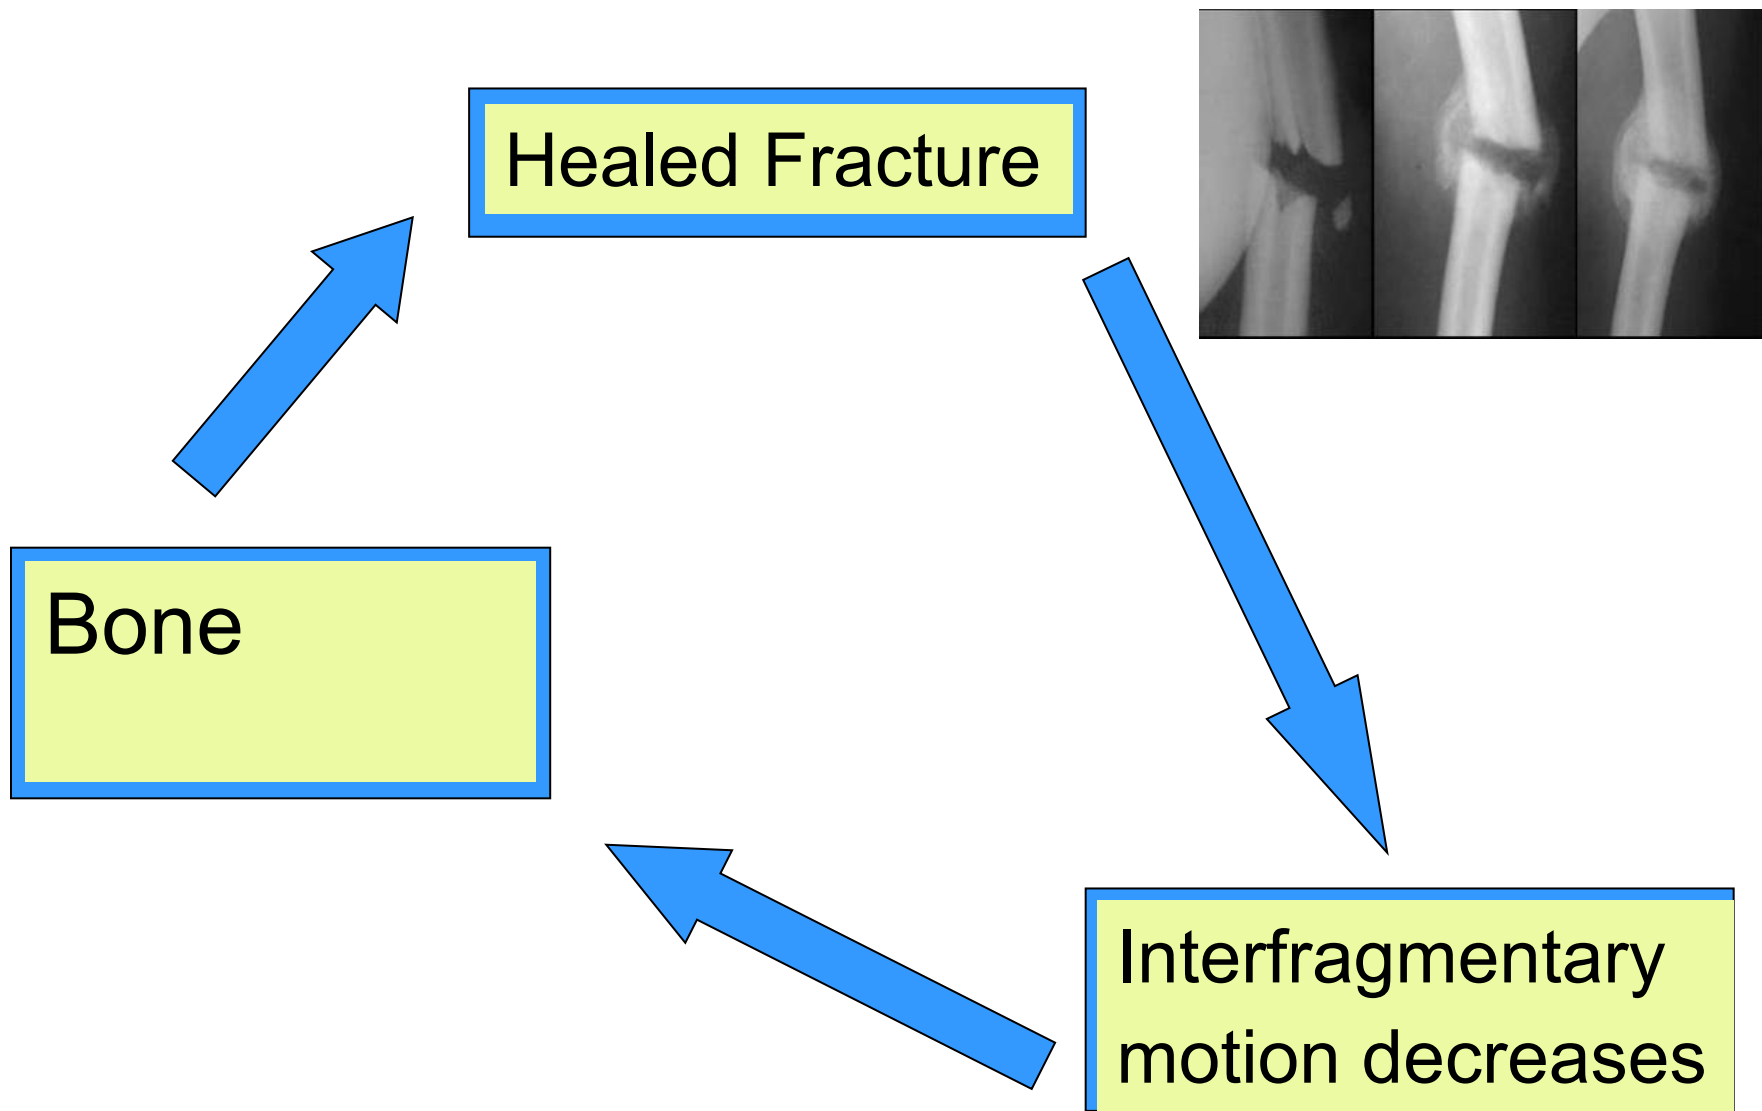 Healed Fracture
Bone
Interfragmentary
motion decreases